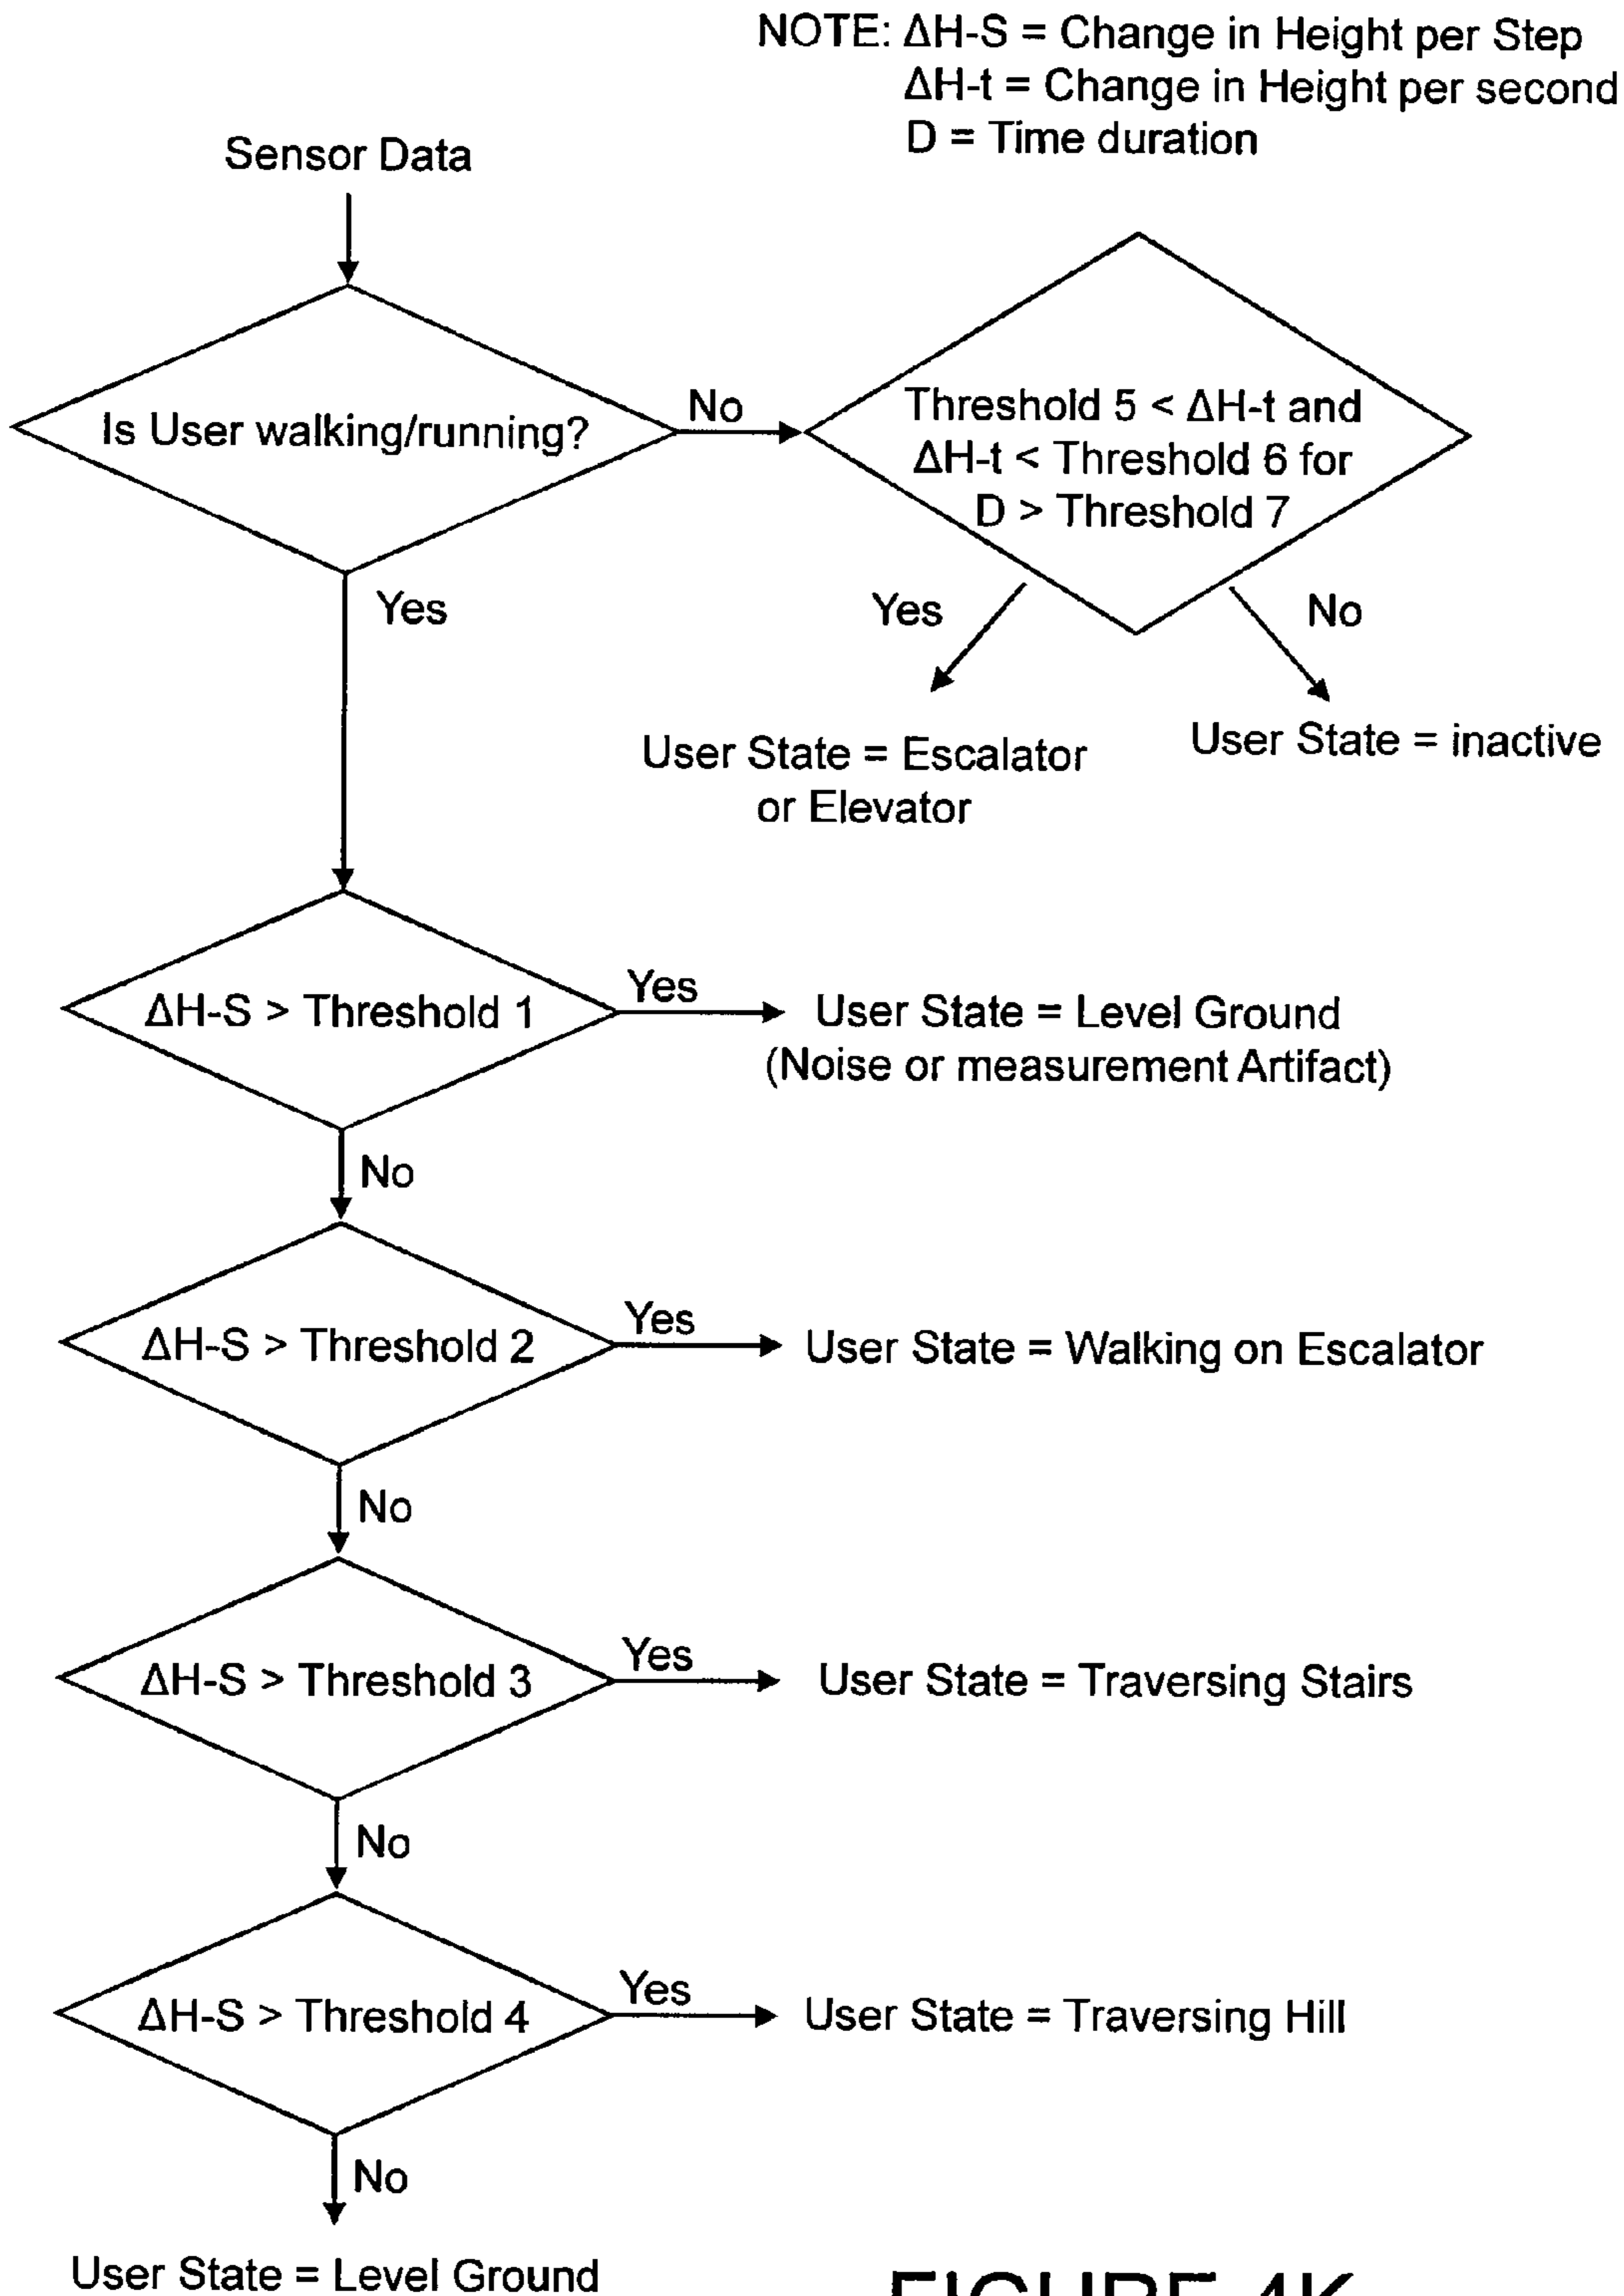 NOTE: ΔH-S = Change in Height per Step
ΔH-t = Change in Height per second
D = Time duration
Sensor Data
Is User walking/running?
No
Threshold 5 < ΔH-t and
ΔH-t < Threshold 6 for
D > Threshold 7
Yes
Yes
No
User State = Escalator
or Elevator
User State = inactive
ΔH-S > Threshold 1
Yes
User State = Level Ground
(Noise or measurement Artifact)
No
ΔH-S > Threshold 2
Yes
User State = Walking on Escalator
No
ΔH-S > Threshold 3
Yes
User State = Traversing Stairs
No
ΔH-S > Threshold 4
Yes
User State = Traversing Hill
No
User State = Level Ground
FIGURE 4K